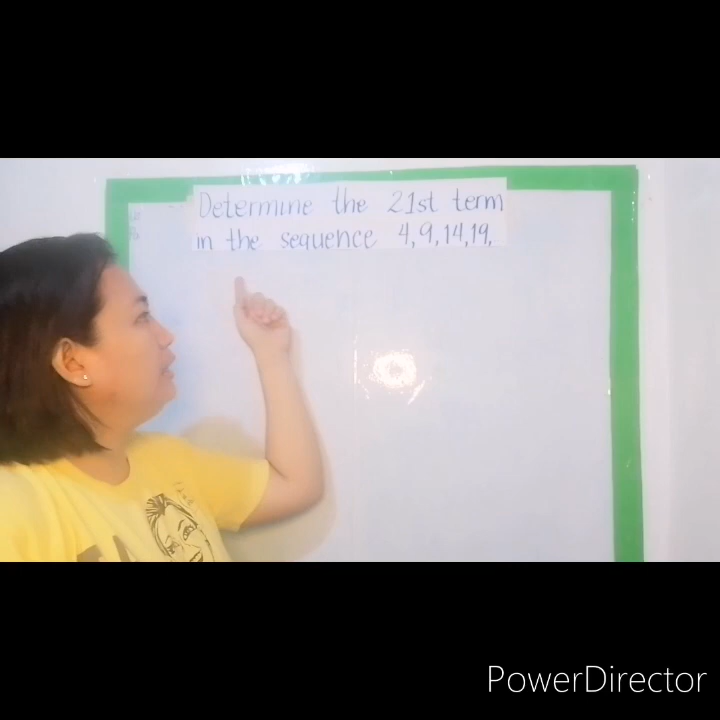 Determine the 21st term
in the sequence 4,9,14,19,
PowerDirector